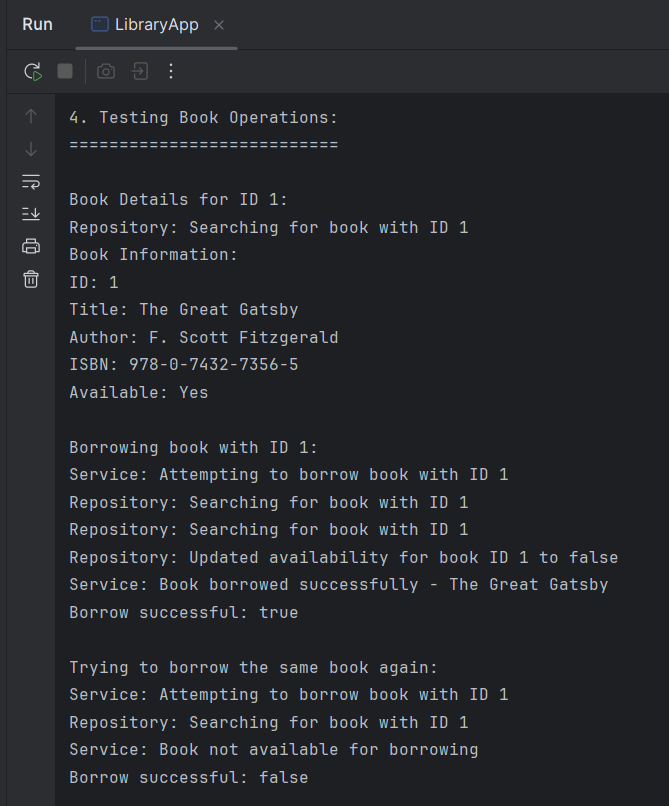 Run
LibraryApp
4. Testing Book Operations:
===========================
Book Details for ID 1:
Repository: Searching for book with ID 1
Book Information:
ID: 1
Title: The Great Gatsby
Author: F. Scott Fitzgerald
ISBN: 978-0-7432-7356-5
Available: Yes
Borrowing book with ID 1:
Service: Attempting to borrow book with ID 1
Repository: Searching for book with ID 1
Repository: Searching for book with ID 1
Repository: Updated availability for book ID 1 to false
Service: Book borrowed successfully - The Great Gatsby
Borrow successful: true
Trying to borrow the same book again:
Service: Attempting to borrow book with ID 1
Repository: Searching for book with ID 1
Service: Book not available for borrowing
Borrow successful: false